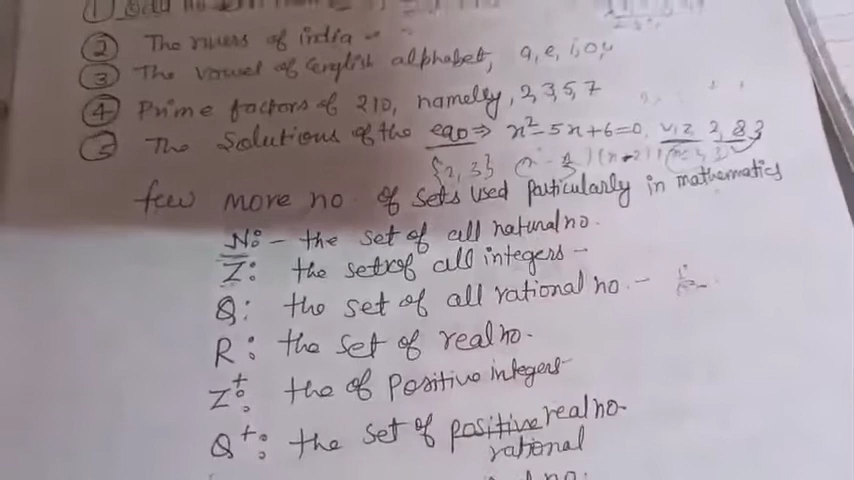 ② The rivers of india
③ The vowel of English alphabet, a, e, i, o, u
④ Prime factors of 210, namelly, 2, 3, 5, 7
⑤ The Solutions of the eqn ⇒ x²-5x+6=0, viz 2, & 3
{2, 3}
few more no. of sets used particularly in mathematics
N: - the set of all natural no.
Z: the set of all integers -
Q: the set of all rational no. -
R: the set of real no.
Z⁺: the of Positive integers
Q⁺: the set of positive real no.
rational